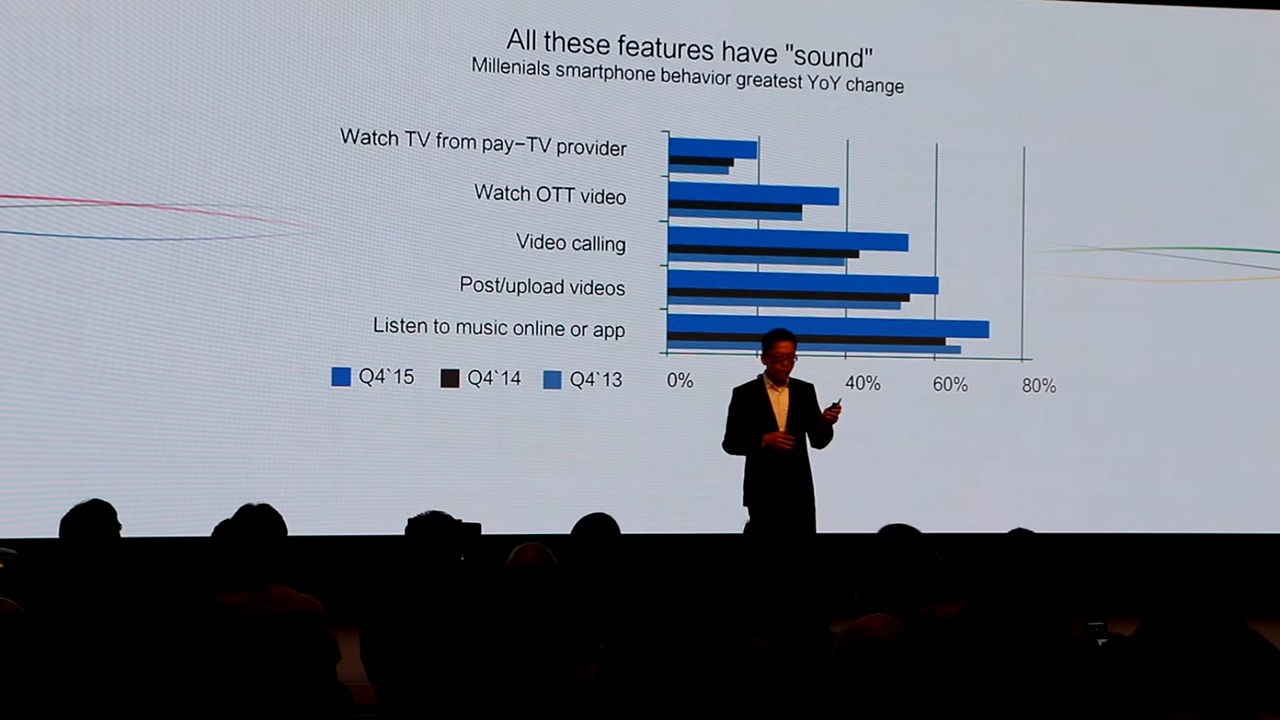 All these features have "sound"
Millenials smartphone behavior greatest YoY change
Watch TV from pay-TV provider
Watch OTT video
Video calling
Post/upload videos
Listen to music online or app
Q4`15 Q4`14 Q4`13
0% 40% 60% 80%